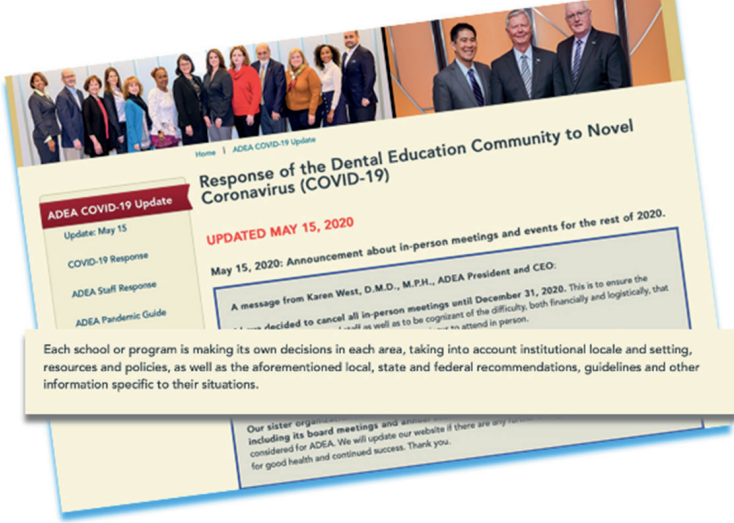 Home | ADEA COVID-19 Update
Response of the Dental Education Community to Novel
Coronavirus (COVID-19)
ADEA COVID-19 Update
Update: May 15
COVID-19 Response
ADEA Staff Response
ADEA Pandemic Guide
UPDATED MAY 15, 2020
May 15, 2020: Announcement about in-person meetings and events for the rest of 2020.
A message from Karen West, D.M.D., M.P.H., ADEA President and CEO:
decided to cancel all in-person meetings until December 31, 2020. This is to ensure the
as well as to be cognizant of the difficulty, both financially and logistically, that
to attend in person.
Each school or program is making its own decisions in each area, taking into account institutional locale and setting,
resources and policies, as well as the aforementioned local, state and federal recommendations, guidelines and other
information specific to their situations.
Our sister
including its board meetings and
considered for ADEA. We will update our website if there are any
for good health and continued success. Thank you.